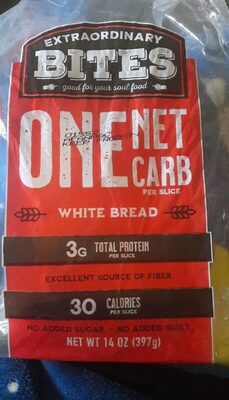 EXTRAORDINARY
BITES
good for your soul food
ONE NET
CARB
PER SLICE
WHITE BREAD
3G TOTAL PROTEIN
PER SLICE
EXCELLENT SOURCE OF FIBER
30 CALORIES
PER SLICE
NO ADDED SUGAR – NO ADDED GUILT
NET WT 14 OZ (397g)